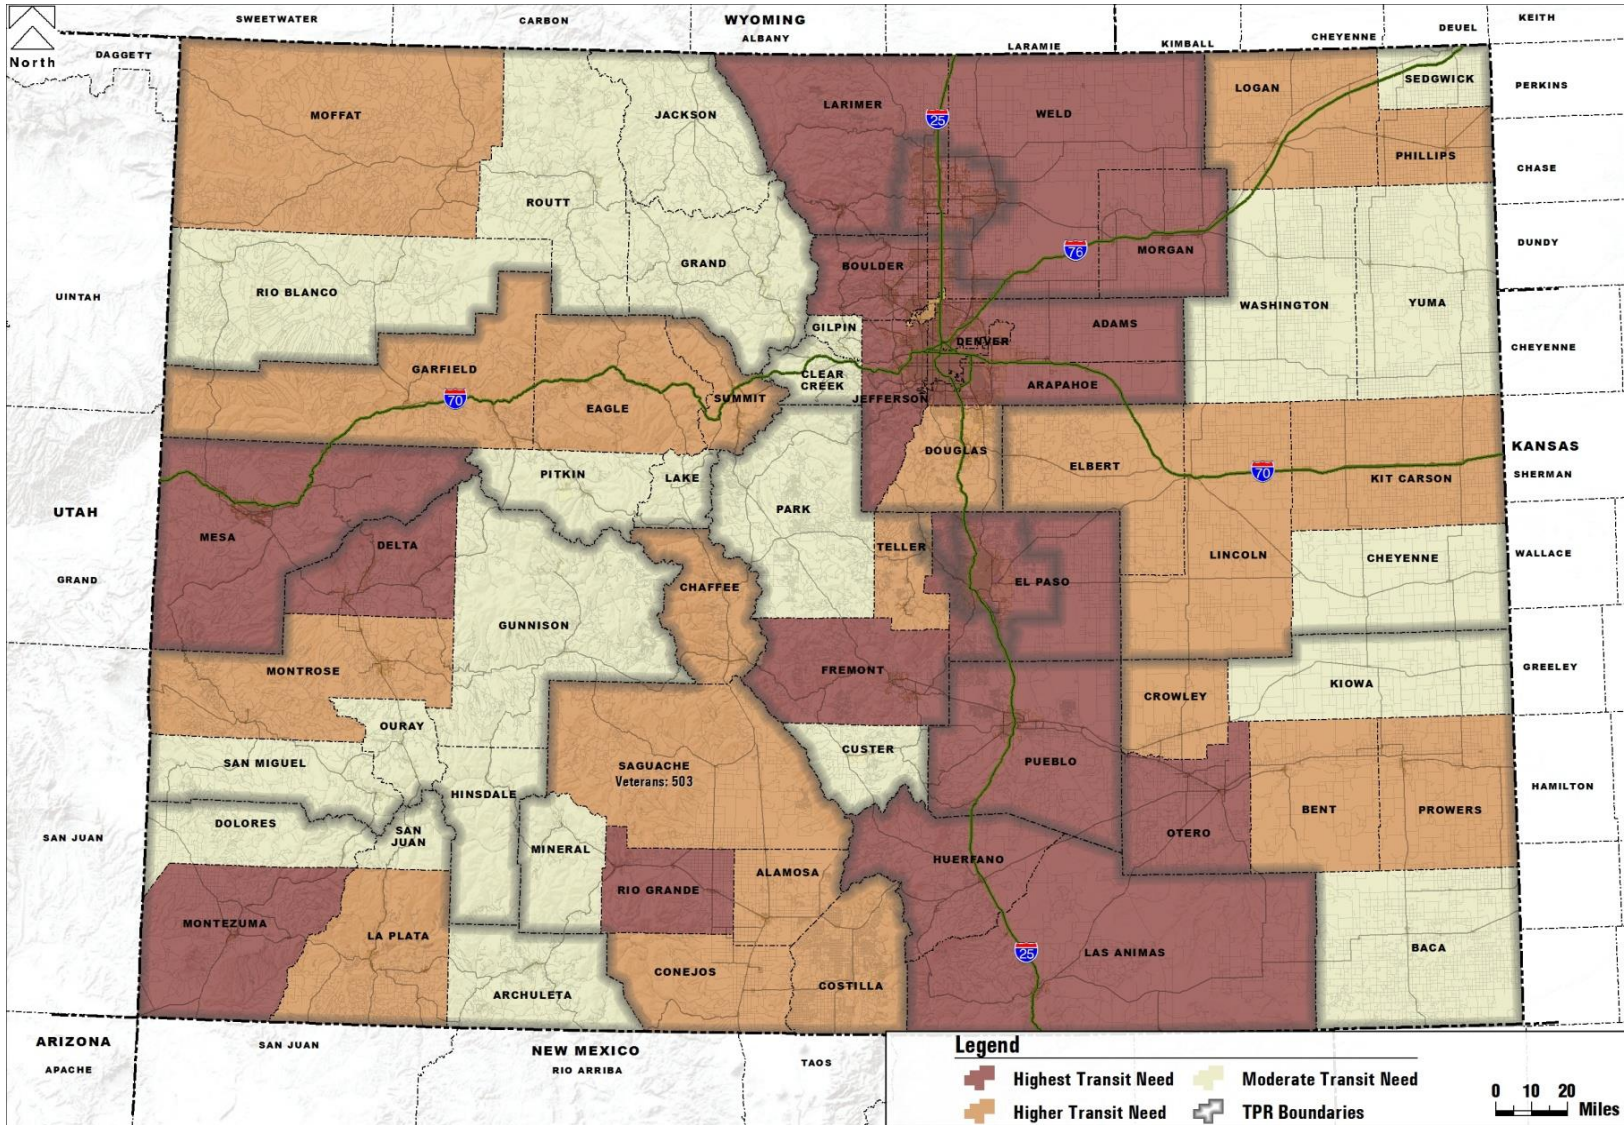 SWEETWATER
CARBON
WYOMING
ALBANY
LARAMIE
KIMBALL
CHEYENNE
DEUEL
KEITH
North
DAGGETT
PERKINS
CHASE
DUNDY
CHEYENNE
KANSAS
SHERMAN
WALLACE
GREELEY
HAMILTON
UINTAH
UTAH
GRAND
SAN JUAN
MOFFAT
JACKSON
LARIMER
25
WELD
LOGAN
SEDGWICK
PHILLIPS
ROUTT
GRAND
BOULDER
76
MORGAN
RIO BLANCO
WASHINGTON
YUMA
GILPIN
ADAMS
DENVER
GARFIELD
CLEAR
CREEK
ARAPAHOE
70
EAGLE
SUMMIT
JEFFERSON
DOUGLAS
ELBERT
70
KIT CARSON
PITKIN
LAKE
PARK
MESA
DELTA
TELLER
LINCOLN
CHEYENNE
CHAFFEE
EL PASO
GUNNISON
MONTROSE
FREMONT
CROWLEY
KIOWA
OURAY
CUSTER
SAN MIGUEL
SAGUACHE
Veterans: 503
PUEBLO
HINSDALE
BENT
PROWERS
DOLORES
SAN
JUAN
MINERAL
OTERO
HUERFANO
ALAMOSA
RIO GRANDE
MONTEZUMA
LA PLATA
CONEJOS
COSTILLA
25
LAS ANIMAS
BACA
ARCHULETA
ARIZONA
APACHE
SAN JUAN
NEW MEXICO
RIO ARRIBA
TAOS
Legend
Highest Transit Need
Moderate Transit Need
Higher Transit Need
TPR Boundaries
0 10 20
Miles